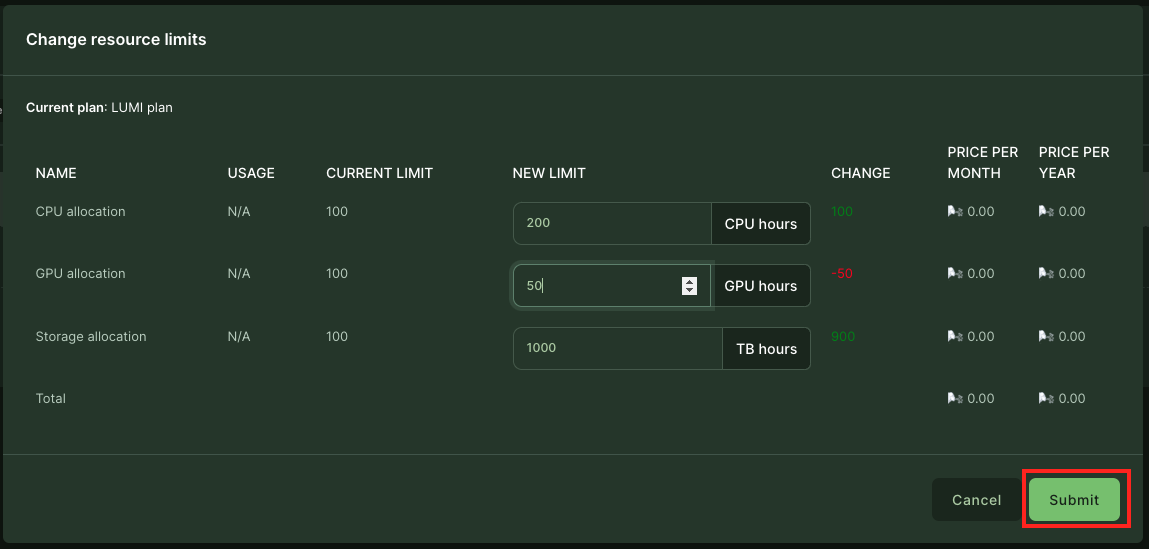 Change resource limits
Current plan: LUMI plan
NAME USAGE CURRENT LIMIT NEW LIMIT CHANGE PRICE PER MONTH PRICE PER YEAR
CPU allocation N/A 100 200 CPU hours 100 0.00 0.00
GPU allocation N/A 100 50 GPU hours -50 0.00 0.00
Storage allocation N/A 100 1000 TB hours 900 0.00 0.00
Total 0.00 0.00
Cancel Submit